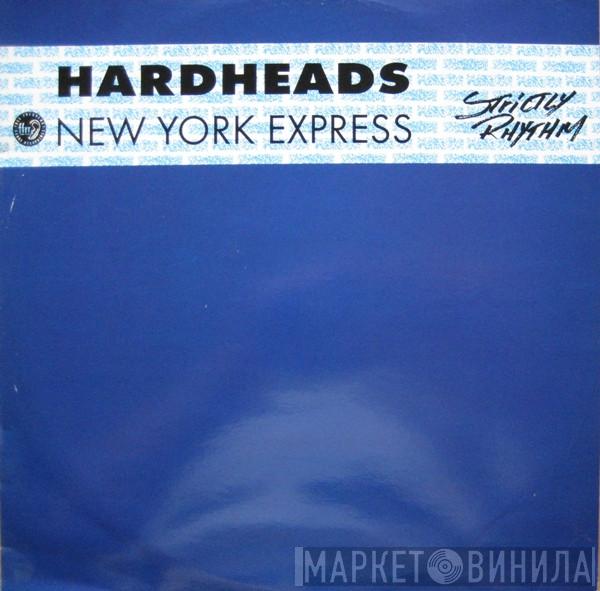 HARDHEADS
NEW YORK EXPRESS
STRICTLY
RHYTHM
МАРКЕТ ВИНИЛА